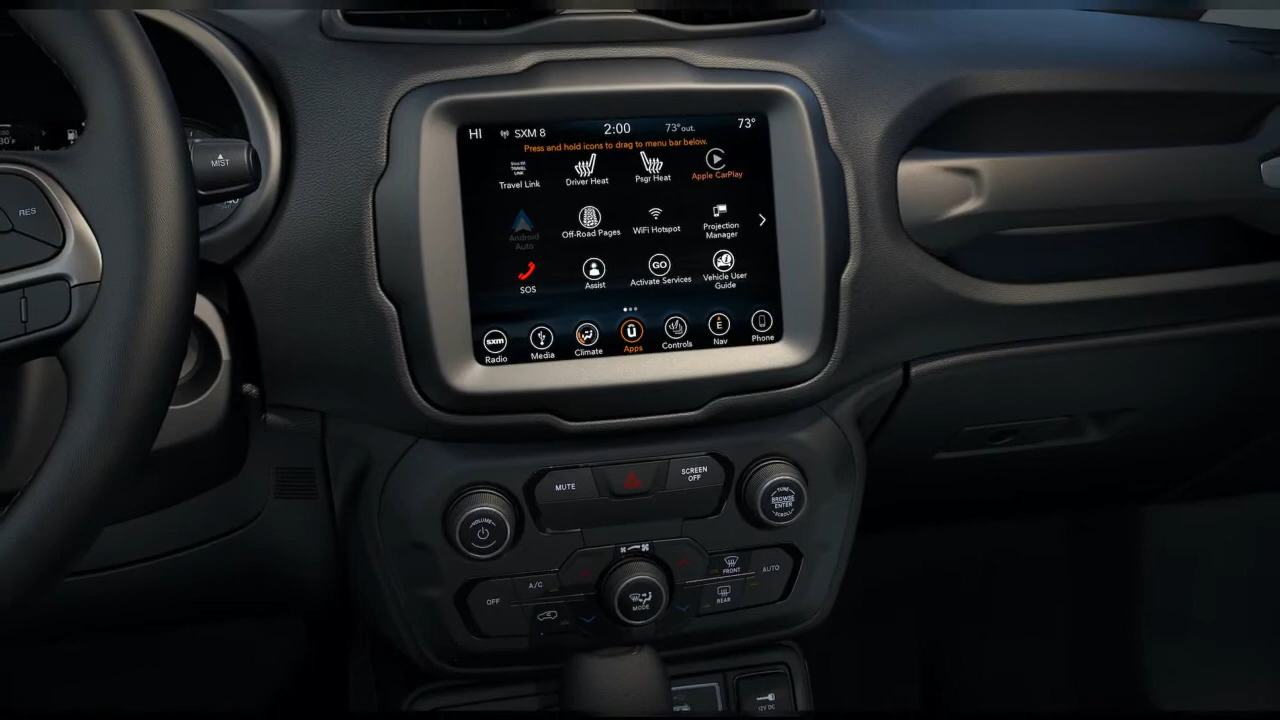 HI SXM 8 2:00 73°out. 73°
Press and hold icons to drag to menu bar below.
Travel Link Driver Heat Psgr Heat Apple CarPlay
Android Auto
Off-Road Pages WiFi Hotspot
Projection Manager
SOS Assist
GO
Activate Services
Vehicle User Guide
sxm
Radio Media Climate Apps Controls
E
Nav Phone
MIST
RES
MUTE
SCREEN
OFF
VOLUME
TUNE
BROWSE
ENTER
SCROLL
OFF
A/C
MODE
FRONT
REAR
AUTO
12V DC